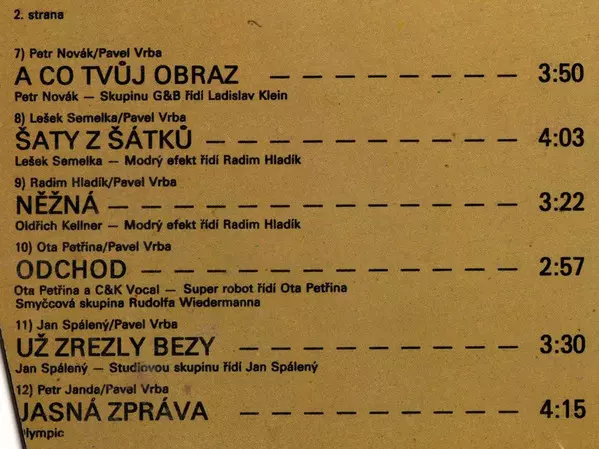 2. strana
7) Petr Novák/Pavel Vrba
A CO TVŮJ OBRAZ — — — — — — — — — 3:50
Petr Novák — Skupinu G&B řídí Ladislav Klein
8) Lešek Semelka/Pavel Vrba
ŠATY Z ŠÁTKŮ — — — — — — — — — — 4:03
Lešek Semelka — Modrý efekt řídí Radim Hladík
9) Radim Hladík/Pavel Vrba
NĚŽNÁ — — — — — — — — — — — — — 3:22
Oldřich Kellner — Modrý efekt řídí Radim Hladík
10) Ota Petřina/Pavel Vrba
ODCHOD — — — — — — — — — — — — 2:57
Ota Petřina a C&K Vocal — Super robot řídí Ota Petřina
Smyčcová skupina Rudolfa Wiedermanna
11) Jan Spálený/Pavel Vrba
UŽ ZREZLY BEZY — — — — — — — — — 3:30
Jan Spálený — Studiovou skupinu řídí Jan Spálený
12) Petr Janda/Pavel Vrba
JASNÁ ZPRÁVA — — — — — — — — — 4:15
Olympic